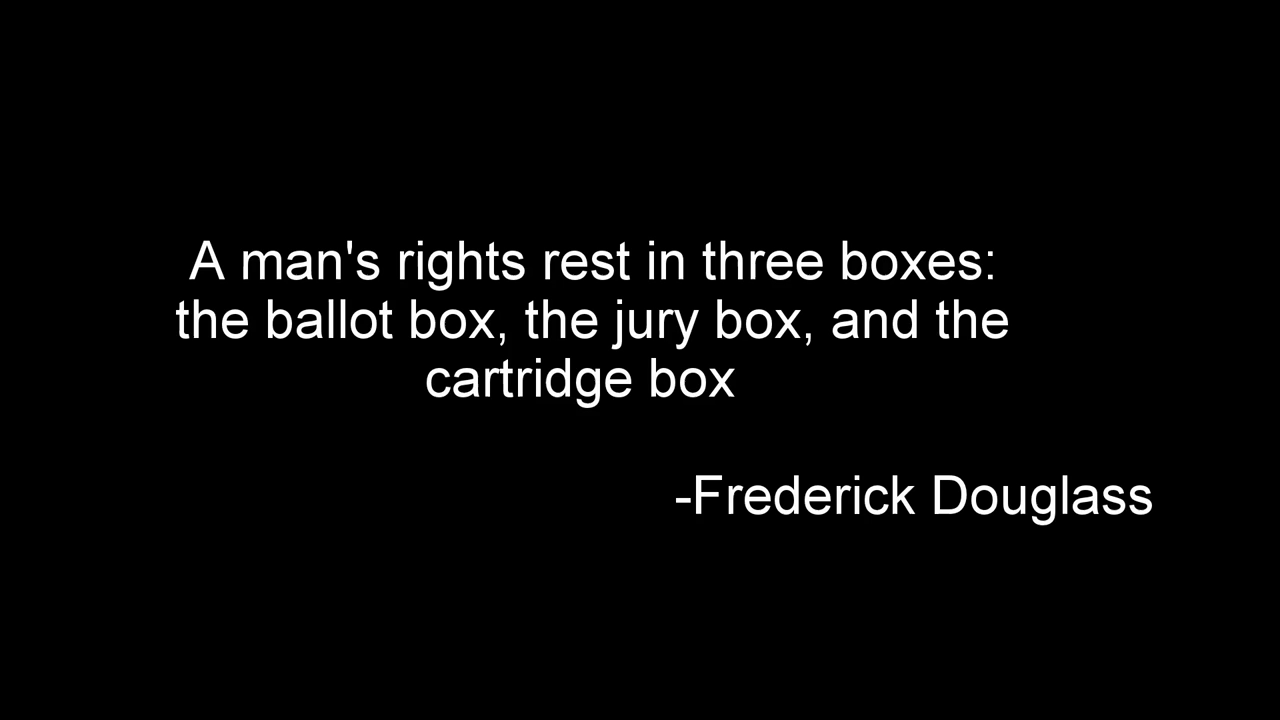 A man's rights rest in three boxes:
the ballot box, the jury box, and the
cartridge box
-Frederick Douglass